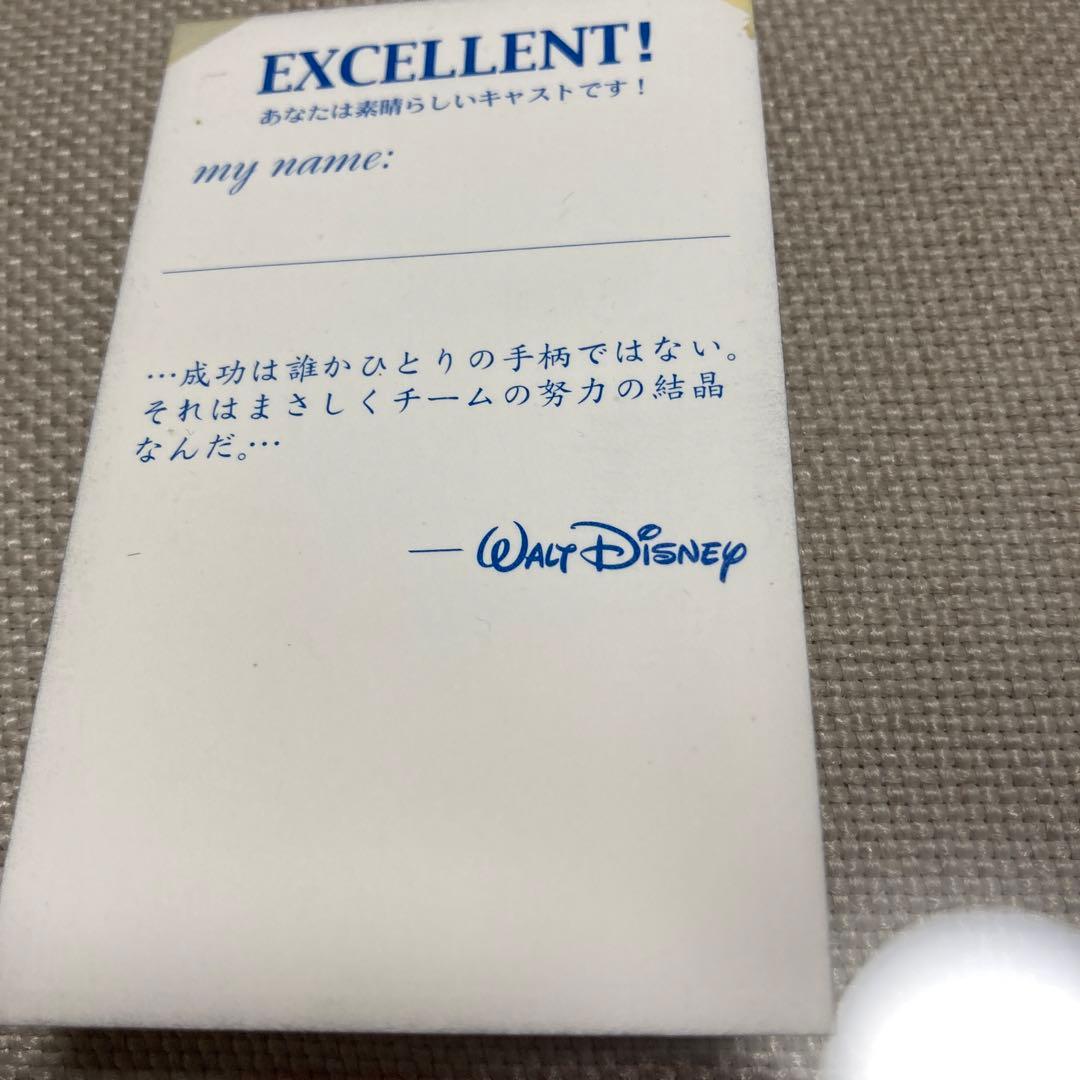 EXCELLENT!
あなたは素晴らしいキャストです！
my name:
…成功は誰かひとりの手柄ではない。
それはまさしくチームの努力の結晶
なんだ。…
— WALT DISNEY